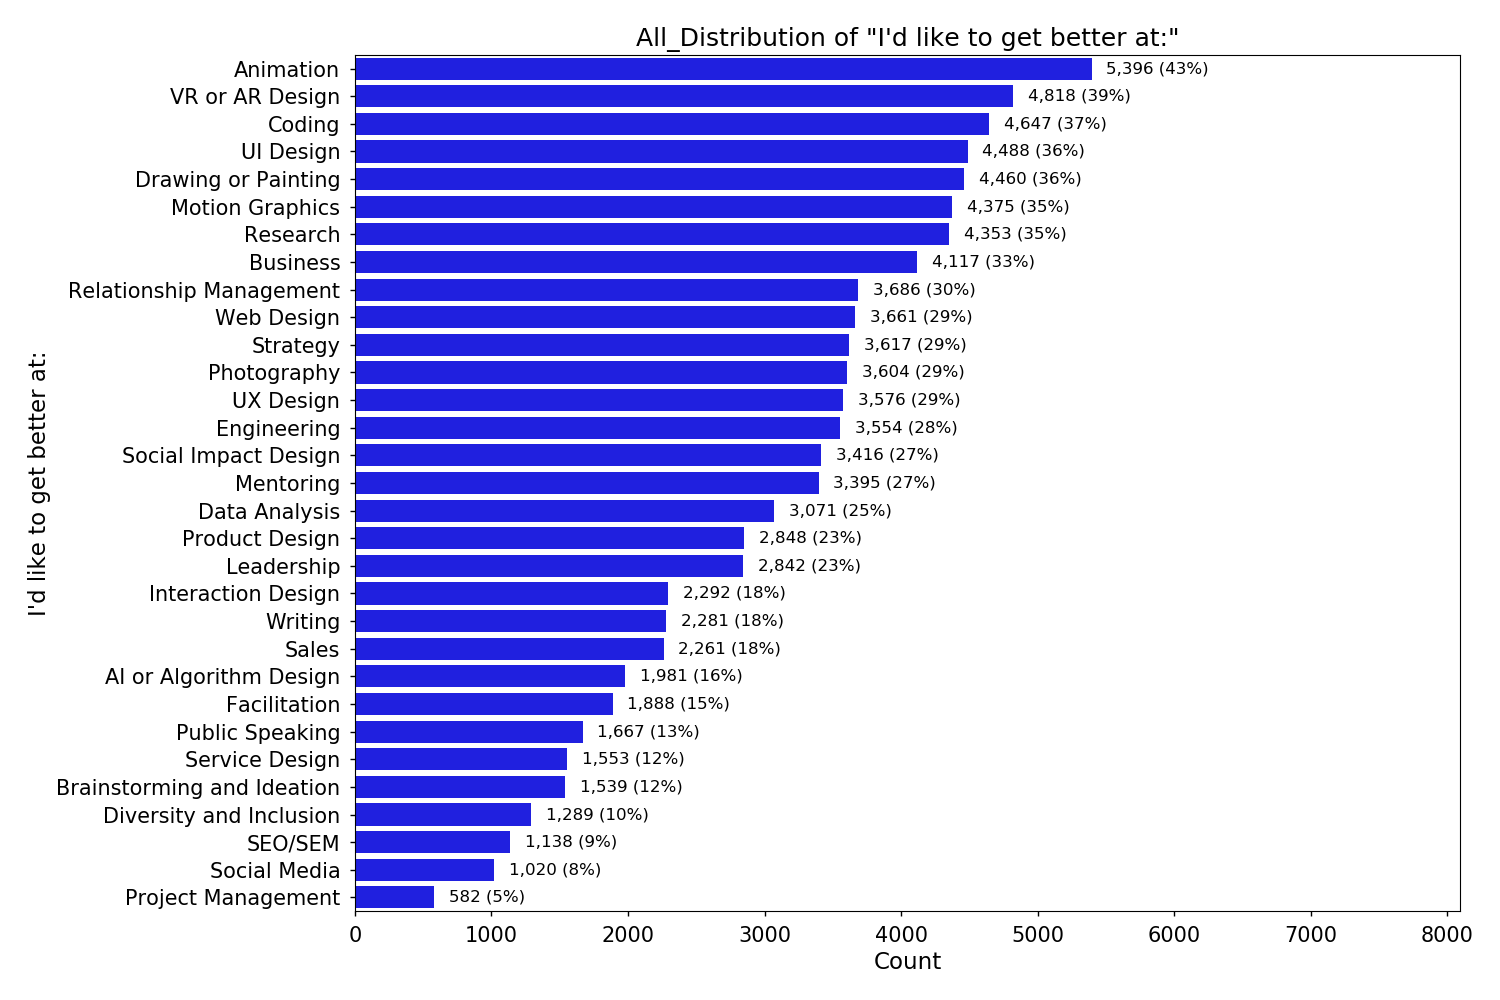 All_Distribution of "I'd like to get better at:"
Animation 5,396 (43%)
VR or AR Design 4,818 (39%)
Coding 4,647 (37%)
UI Design 4,488 (36%)
Drawing or Painting 4,460 (36%)
Motion Graphics 4,375 (35%)
Research 4,353 (35%)
Business 4,117 (33%)
Relationship Management 3,686 (30%)
Web Design 3,661 (29%)
Strategy 3,617 (29%)
Photography 3,604 (29%)
UX Design 3,576 (29%)
Engineering 3,554 (28%)
Social Impact Design 3,416 (27%)
Mentoring 3,395 (27%)
Data Analysis 3,071 (25%)
Product Design 2,848 (23%)
Leadership 2,842 (23%)
Interaction Design 2,292 (18%)
Writing 2,281 (18%)
Sales 2,261 (18%)
AI or Algorithm Design 1,981 (16%)
Facilitation 1,888 (15%)
Public Speaking 1,667 (13%)
Service Design 1,553 (12%)
Brainstorming and Ideation 1,539 (12%)
Diversity and Inclusion 1,289 (10%)
SEO/SEM 1,138 (9%)
Social Media 1,020 (8%)
Project Management 582 (5%)
I'd like to get better at:
0 1000 2000 3000 4000 5000 6000 7000 8000
Count